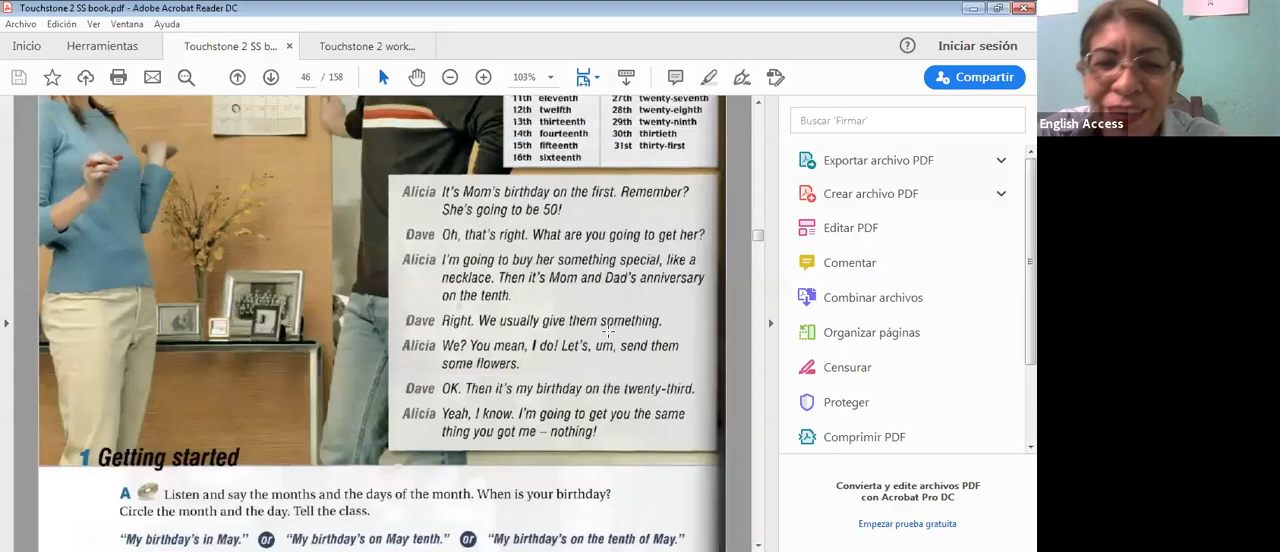 Touchstone 2 SS book.pdf - Adobe Acrobat Reader DC
Archivo Edición Ver Ventana Ayuda
Inicio Herramientas Touchstone 2 SS b... × Touchstone 2 work... Iniciar sesión
46 / 158 103% Compartir
11th eleventh 27th twenty-seventh
12th twelfth 28th twenty-eighth
13th thirteenth 29th twenty-ninth
14th fourteenth 30th thirtieth
15th fifteenth 31st thirty-first
16th sixteenth
Alicia It's Mom's birthday on the first. Remember?
She's going to be 50!
Dave Oh, that's right. What are you going to get her?
Alicia I'm going to buy her something special, like a
necklace. Then it's Mom and Dad's anniversary
on the tenth.
Dave Right. We usually give them something.
Alicia We? You mean, I do! Let's, um, send them
some flowers.
Dave OK. Then it's my birthday on the twenty-third.
Alicia Yeah, I know. I'm going to get you the same
thing you got me – nothing!
1 Getting started
A Listen and say the months and the days of the month. When is your birthday?
Circle the month and the day. Tell the class.
"My birthday's in May." or "My birthday's on May tenth." or "My birthday's on the tenth of May."
Buscar 'Firmar'
Exportar archivo PDF
Crear archivo PDF
Editar PDF
Comentar
Combinar archivos
Organizar páginas
Censurar
Proteger
Comprimir PDF
Convierta y edite archivos PDF
con Acrobat Pro DC
Empezar prueba gratuita
English Access